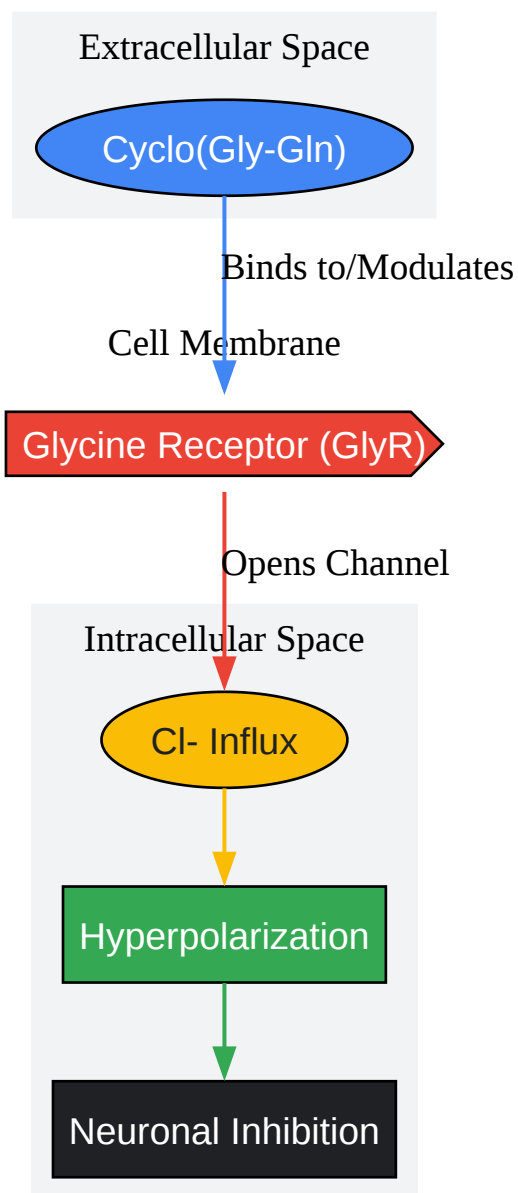 Extracellular Space
Cyclo(Gly-Gln)
Binds to/Modulates
Cell Membrane
Glycine Receptor (GlyR)
Opens Channel
Intracellular Space
Cl- Influx
Hyperpolarization
Neuronal Inhibition